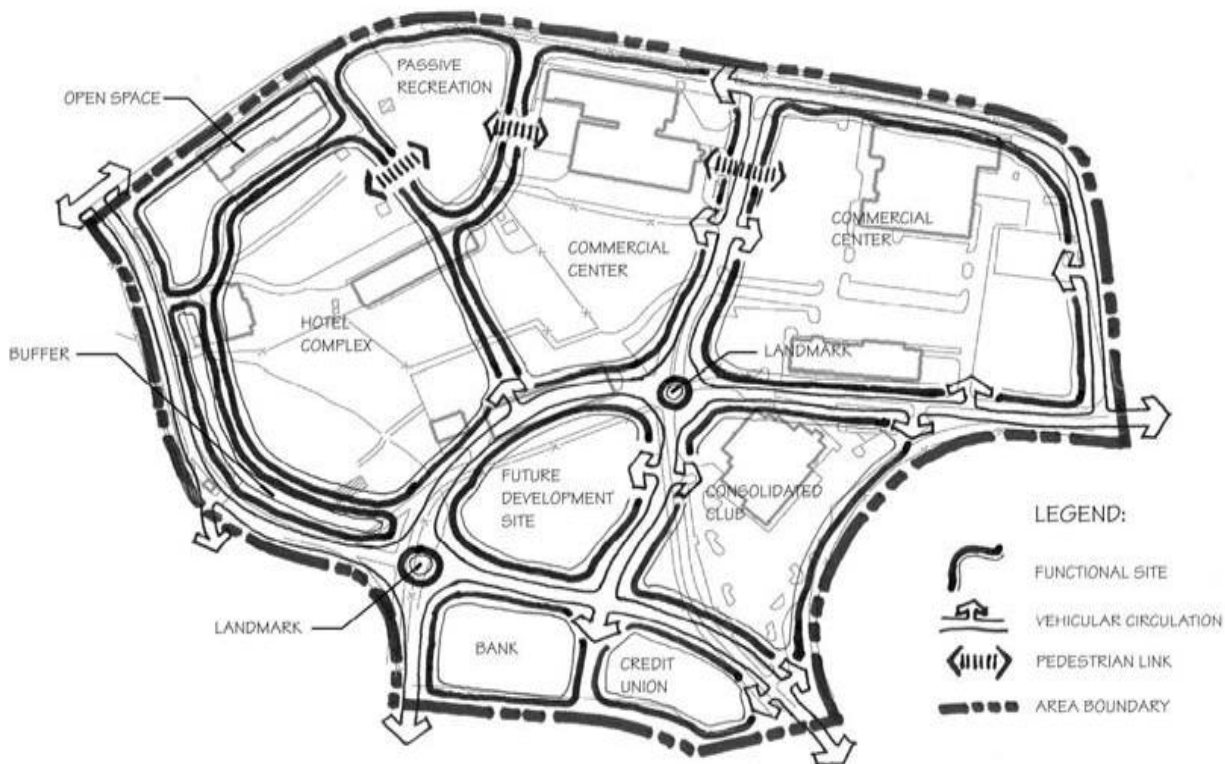 PASSIVE
RECREATION
OPEN SPACE
COMMERCIAL
CENTER
COMMERCIAL
CENTER
HOTEL
COMPLEX
BUFFER
LANDMARK
FUTURE
DEVELOPMENT
SITE
CONSOLIDATED
CLUB
LANDMARK
BANK
CREDIT
UNION
LEGEND:
FUNCTIONAL SITE
VEHICULAR CIRCULATION
PEDESTRIAN LINK
AREA BOUNDARY